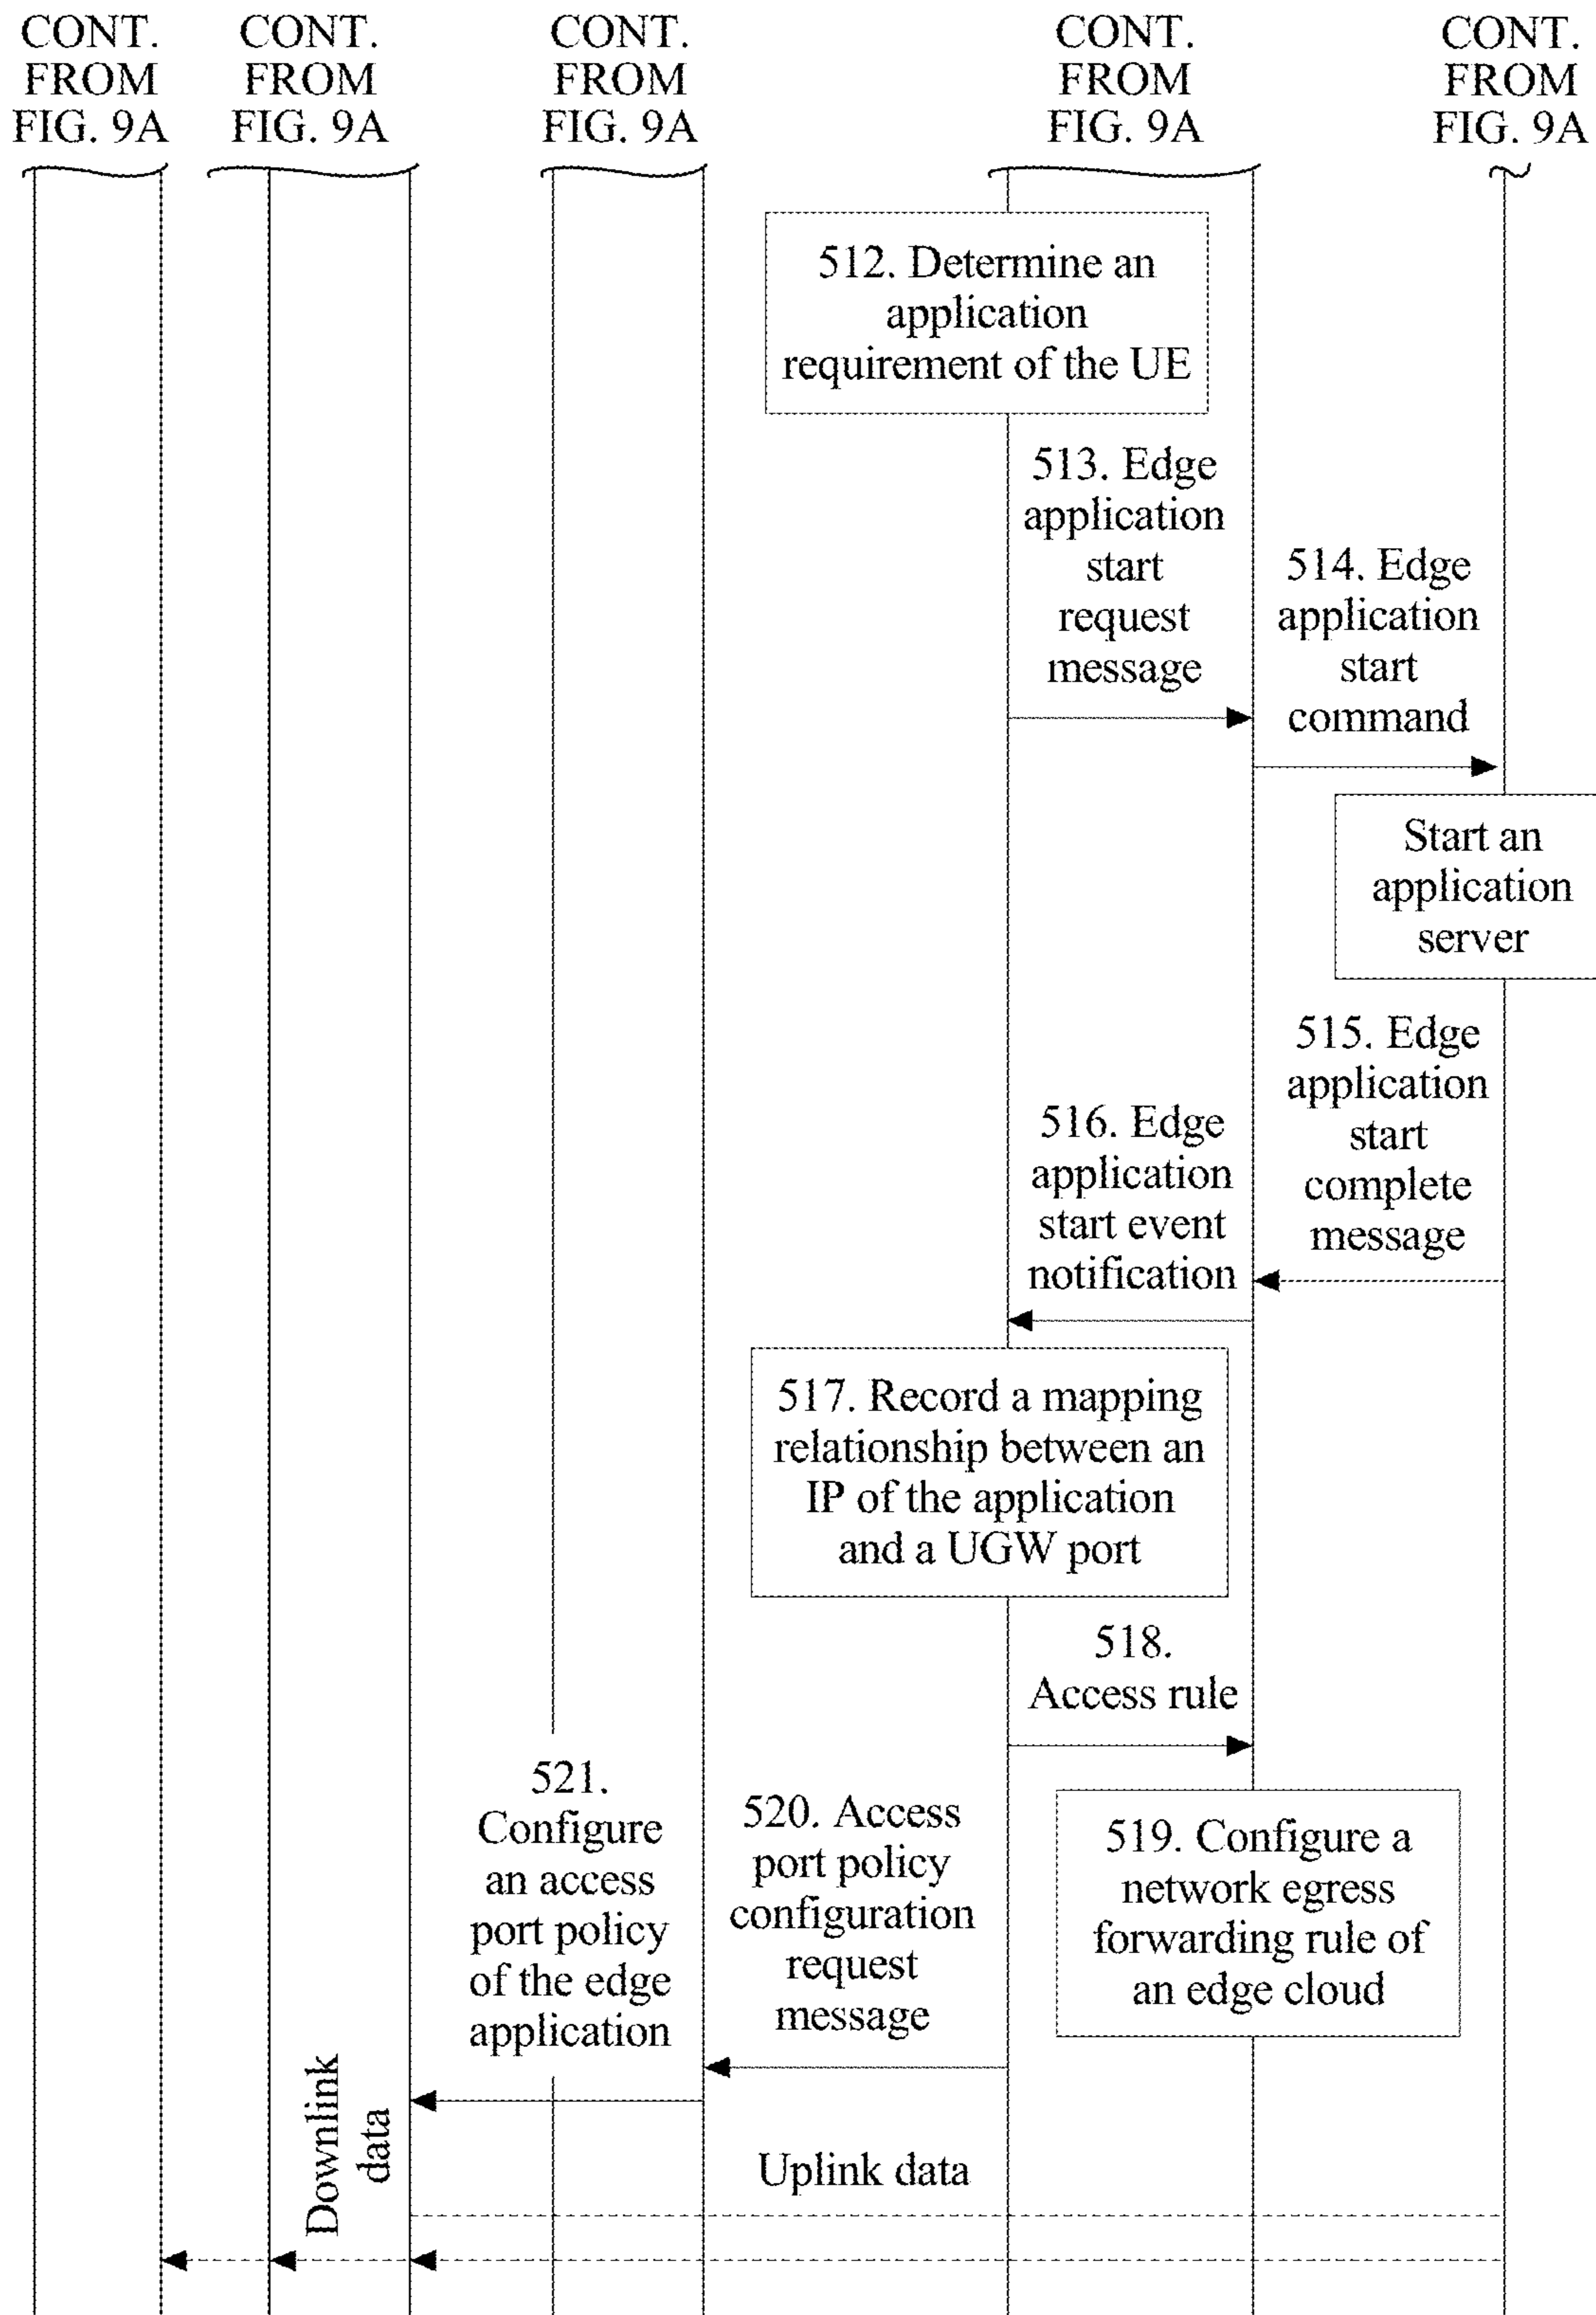 CONT.
FROM
FIG. 9A
CONT.
FROM
FIG. 9A
CONT.
FROM
FIG. 9A
CONT.
FROM
FIG. 9A
CONT.
FROM
FIG. 9A
512. Determine an
application
requirement of the UE
513. Edge
application
start
request
message
514. Edge
application
start
command
Start an
application
server
515. Edge
application
start
complete
message
516. Edge
application
start event
notification
517. Record a mapping
relationship between an
IP of the application
and a UGW port
518.
Access rule
519. Configure a
network egress
forwarding rule of
an edge cloud
520. Access
port policy
configuration
request
message
521.
Configure
an access
port policy
of the edge
application
Downlink
data
Uplink data